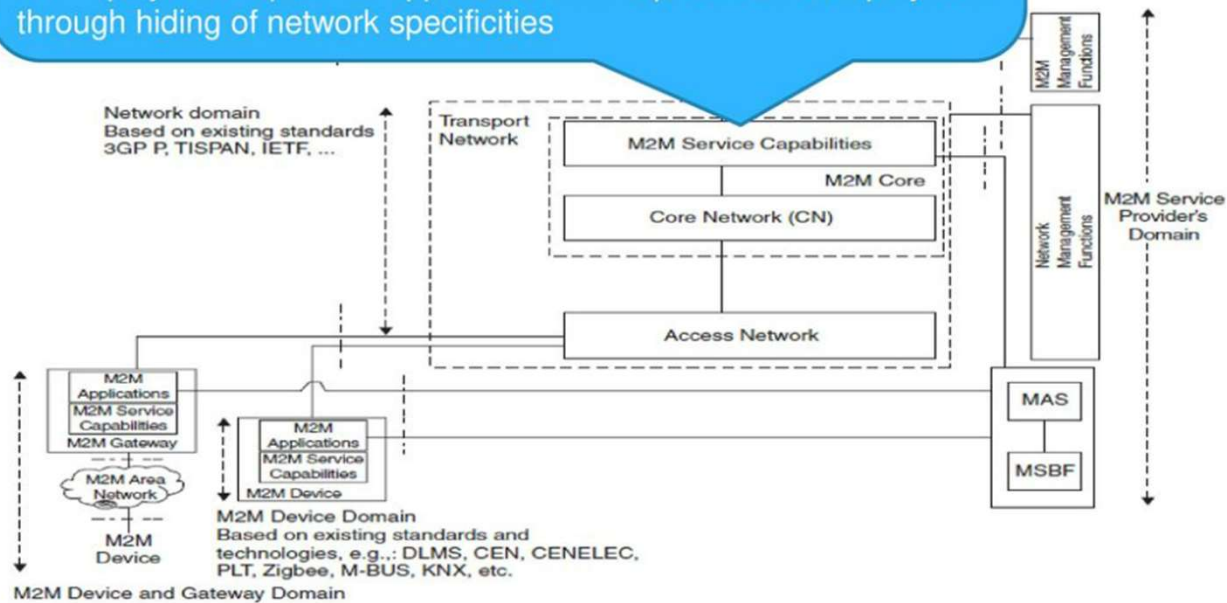 through hiding of network specificities
M2M
Management
Functions
Network domain
Based on existing standards
3GP P, TISPAN, IETF, ...
Transport
Network
M2M Service Capabilities
M2M Core
Core Network (CN)
Network
Management
Functions
M2M Service
Provider's
Domain
Access Network
M2M
Applications
M2M Service
Capabilities
M2M Gateway
M2M Area
Network
M2M
Device
M2M
Applications
M2M Service
Capabilities
M2M Device
MAS
MSBF
M2M Device Domain
Based on existing standards and
technologies, e.g.,: DLMS, CEN, CENELEC,
PLT, Zigbee, M-BUS, KNX, etc.
M2M Device and Gateway Domain